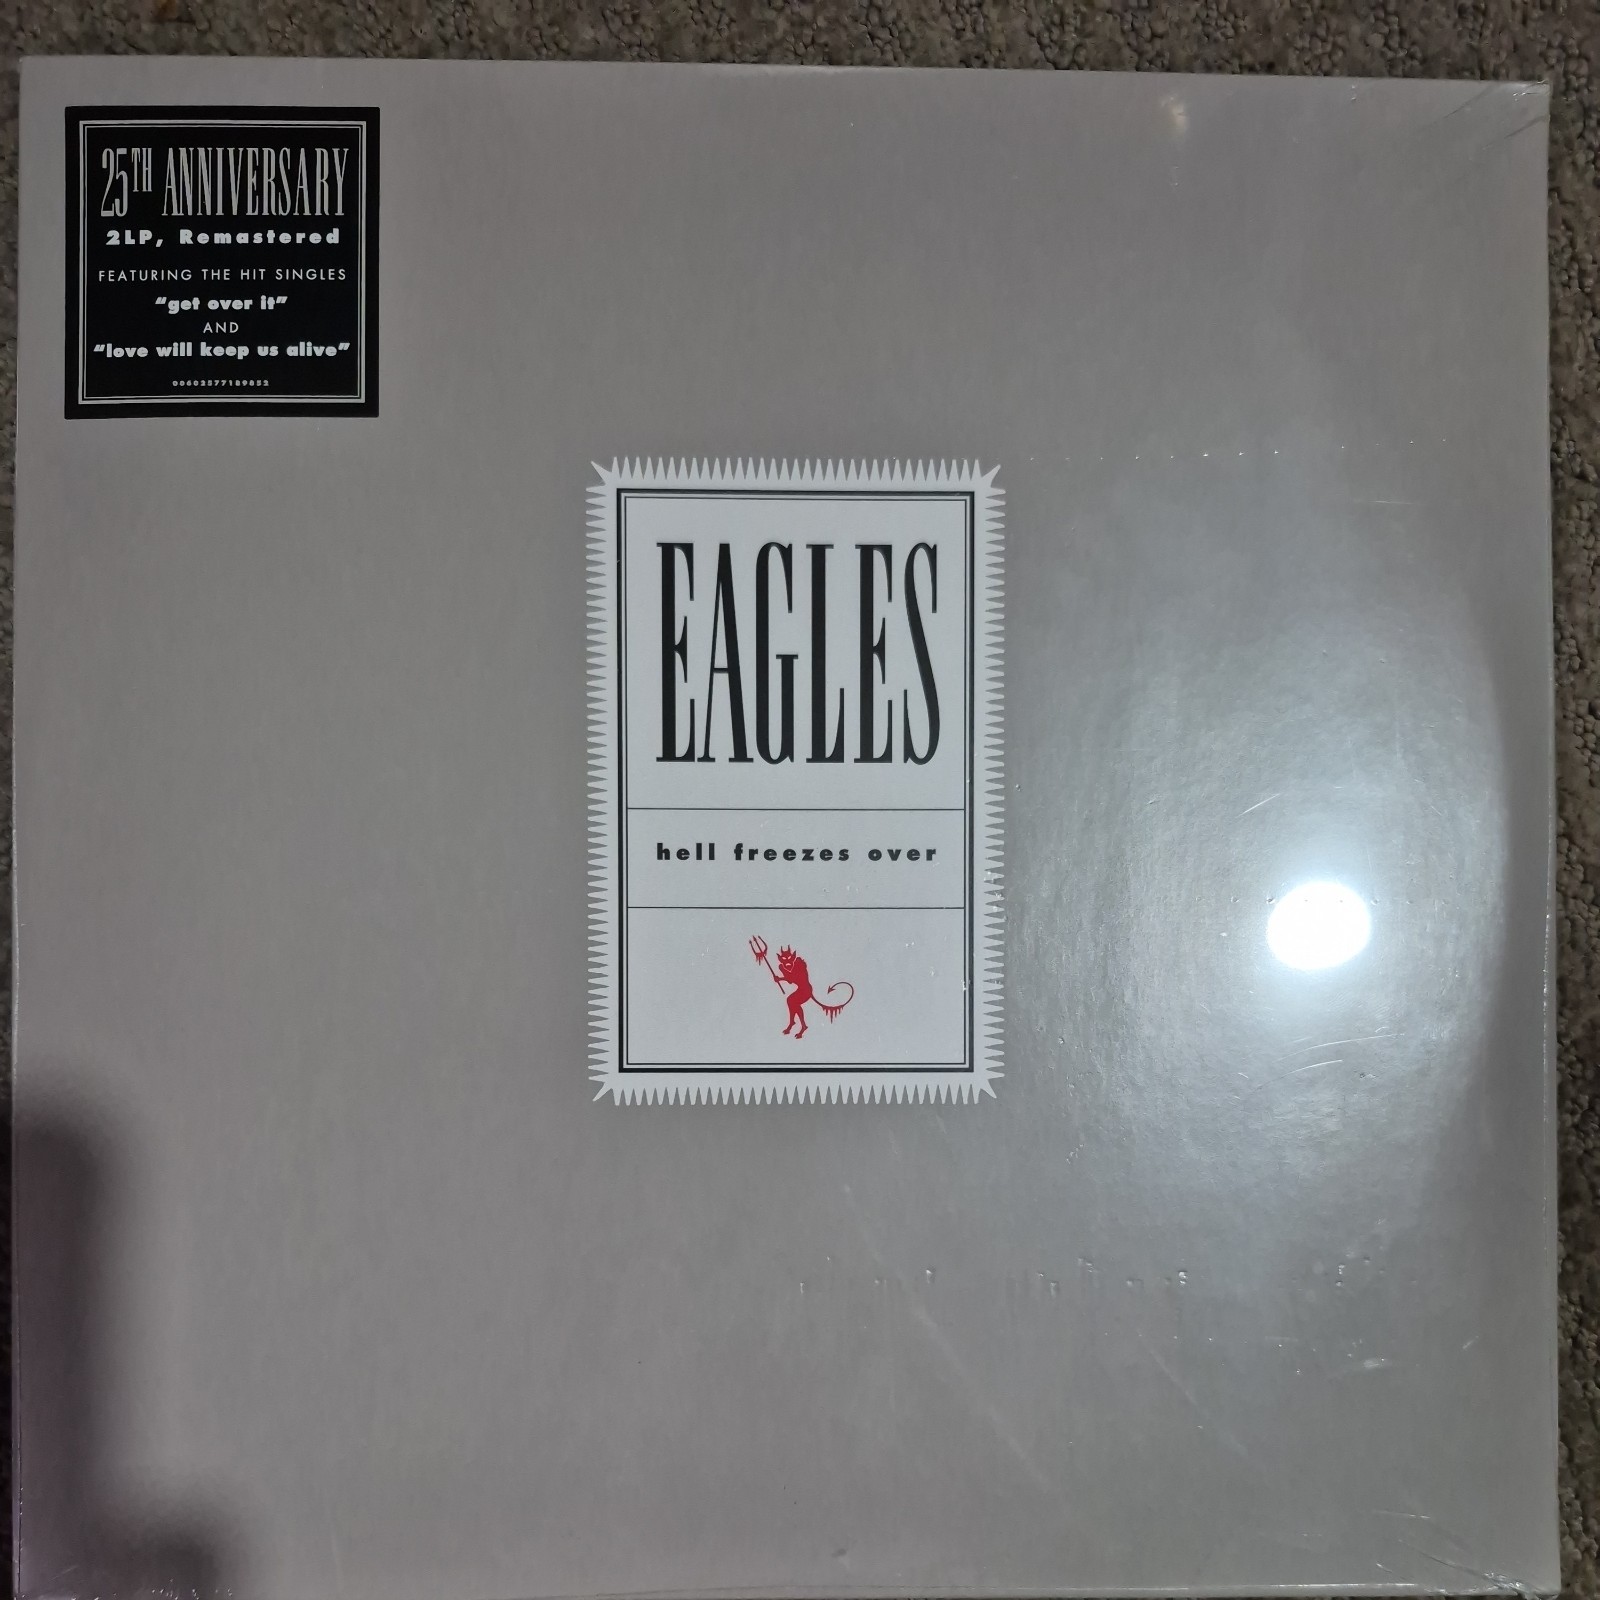 25TH ANNIVERSARY
2LP, Remastered
FEATURING THE HIT SINGLES
"get over it"
AND
"love will keep us alive"
00602577189852
EAGLES
hell freezes over